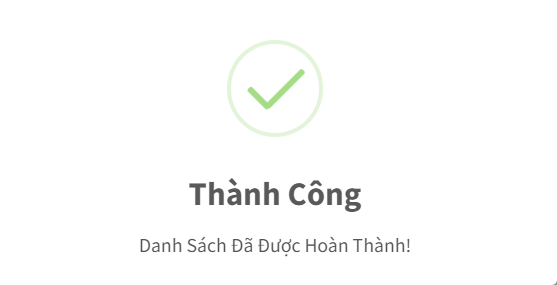 Thành Công
Danh Sách Đã Được Hoàn Thành!